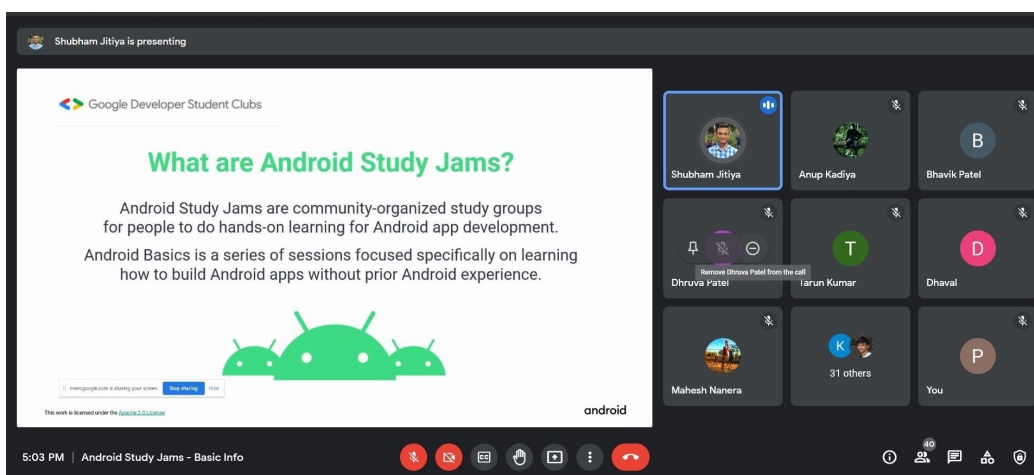 Shubham Jitiya is presenting
Google Developer Student Clubs
What are Android Study Jams?
Android Study Jams are community-organized study groups
for people to do hands-on learning for Android app development.
Android Basics is a series of sessions focused specifically on learning
how to build Android apps without prior Android experience.
meet.google.com is sharing your screen.
Stop sharing
Hide
This work is licensed under the Apache 2.0 License
android
Shubham Jitiya
Anup Kadiya
B
Bhavik Patel
Remove Dhruva Patel from the call
Dhruva Patel
T
Tarun Kumar
D
Dhaval
Mahesh Nanera
K
31 others
P
You
5:03 PM | Android Study Jams - Basic Info
CC
40